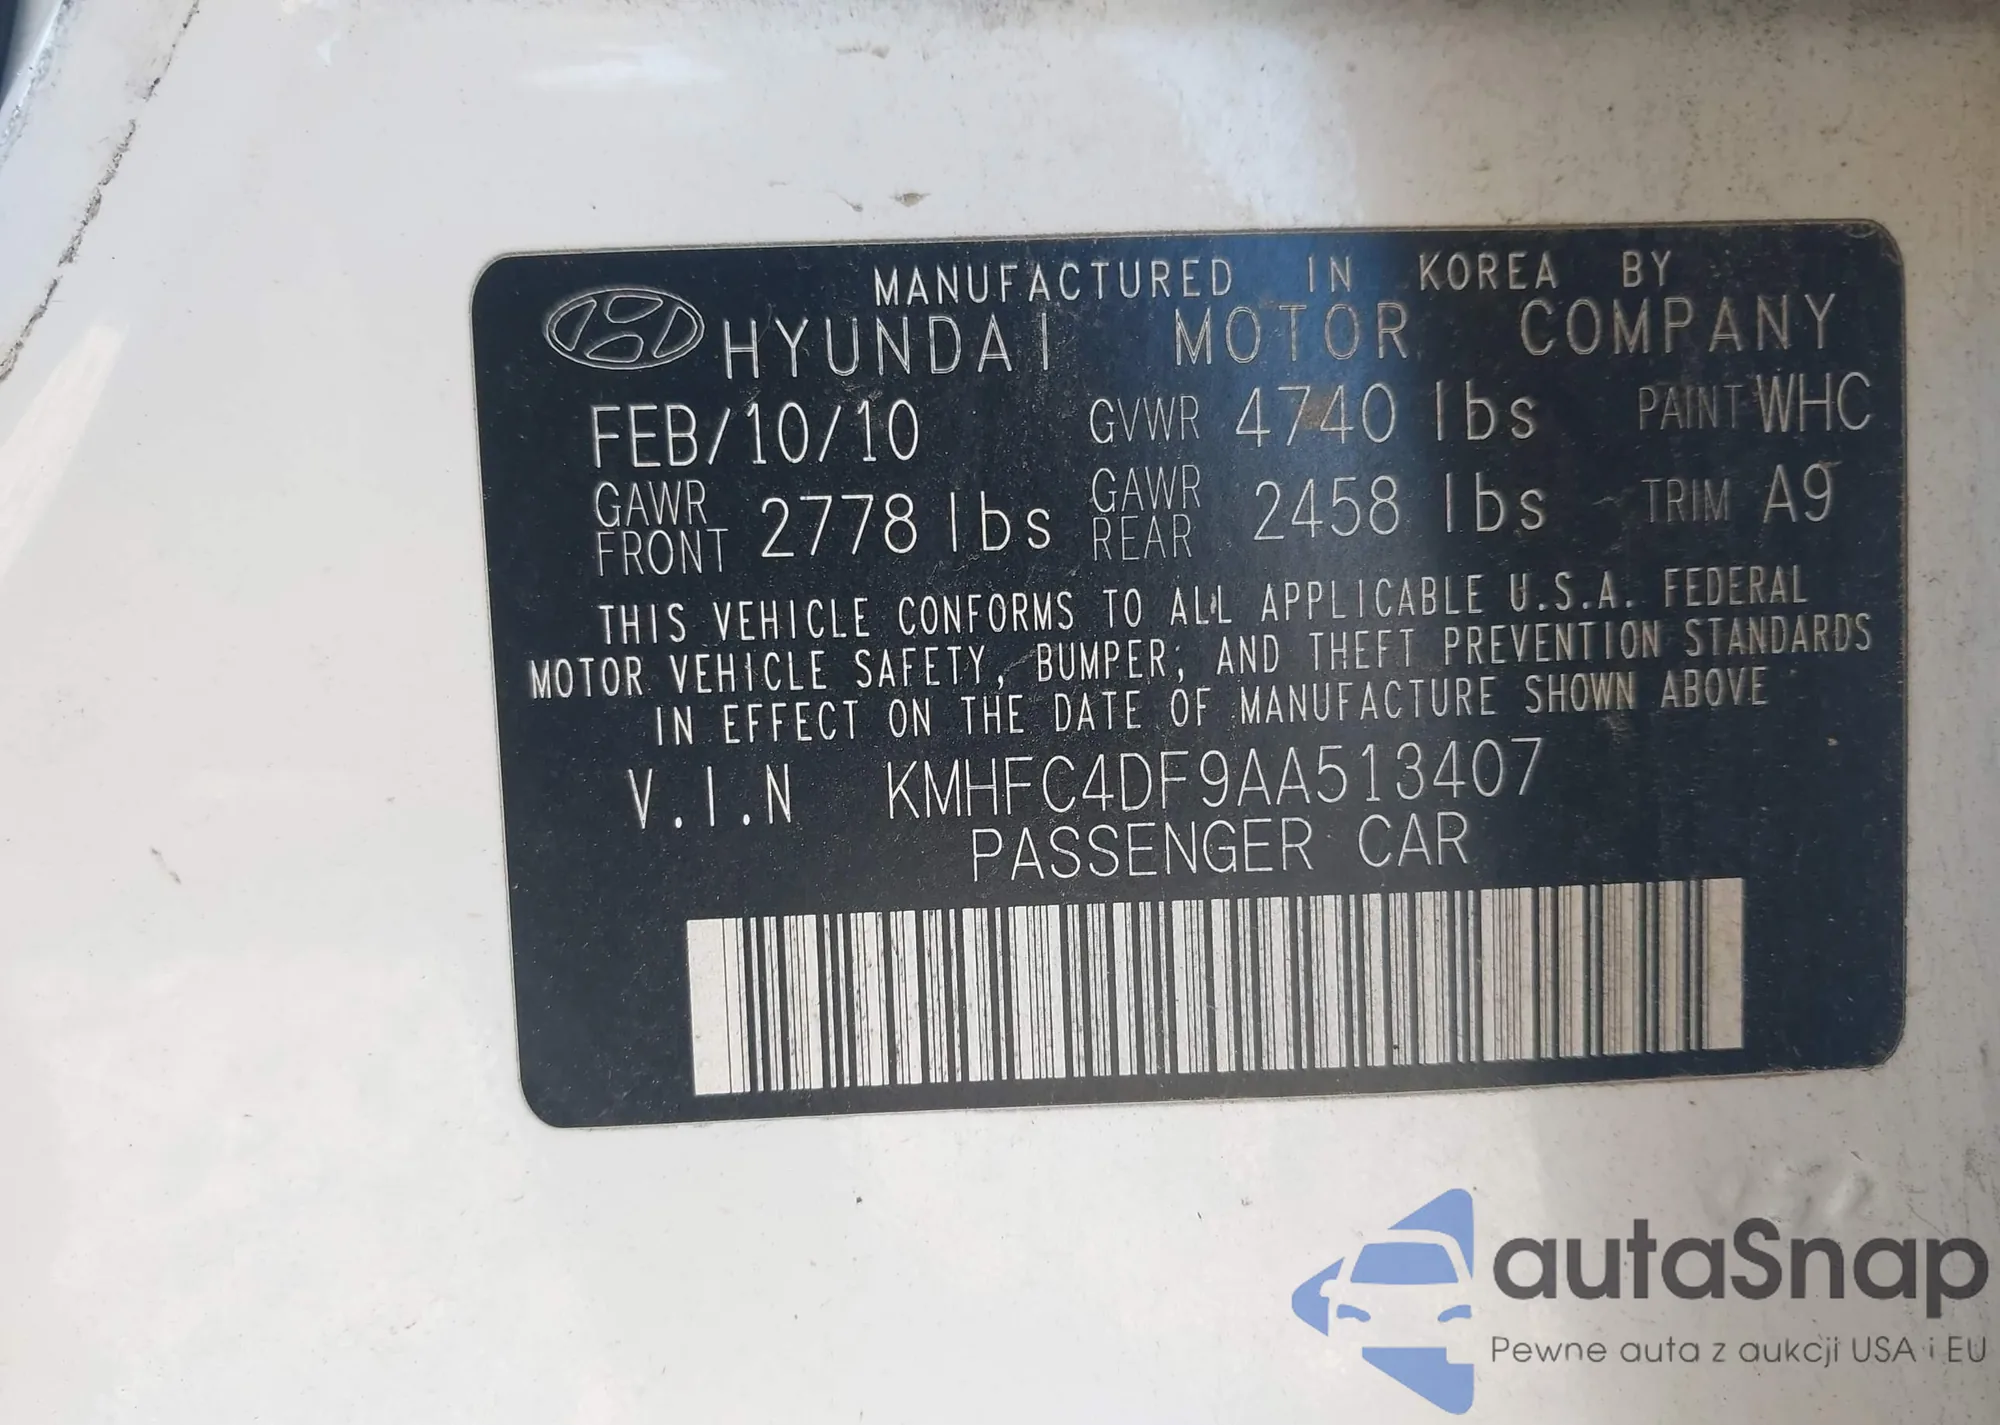 MANUFACTURED IN KOREA BY
HYUNDAI MOTOR COMPANY
FEB/10/10 GVWR 4740 lbs PAINT WHC
GAWR FRONT 2778 lbs GAWR REAR 2458 lbs TRIM A9
THIS VEHICLE CONFORMS TO ALL APPLICABLE U.S.A. FEDERAL
MOTOR VEHICLE SAFETY, BUMPER, AND THEFT PREVENTION STANDARDS
IN EFFECT ON THE DATE OF MANUFACTURE SHOWN ABOVE
V.I.N KMHFC4DF9AA513407
PASSENGER CAR
autaSnap
Pewne auta z aukcji USA i EU